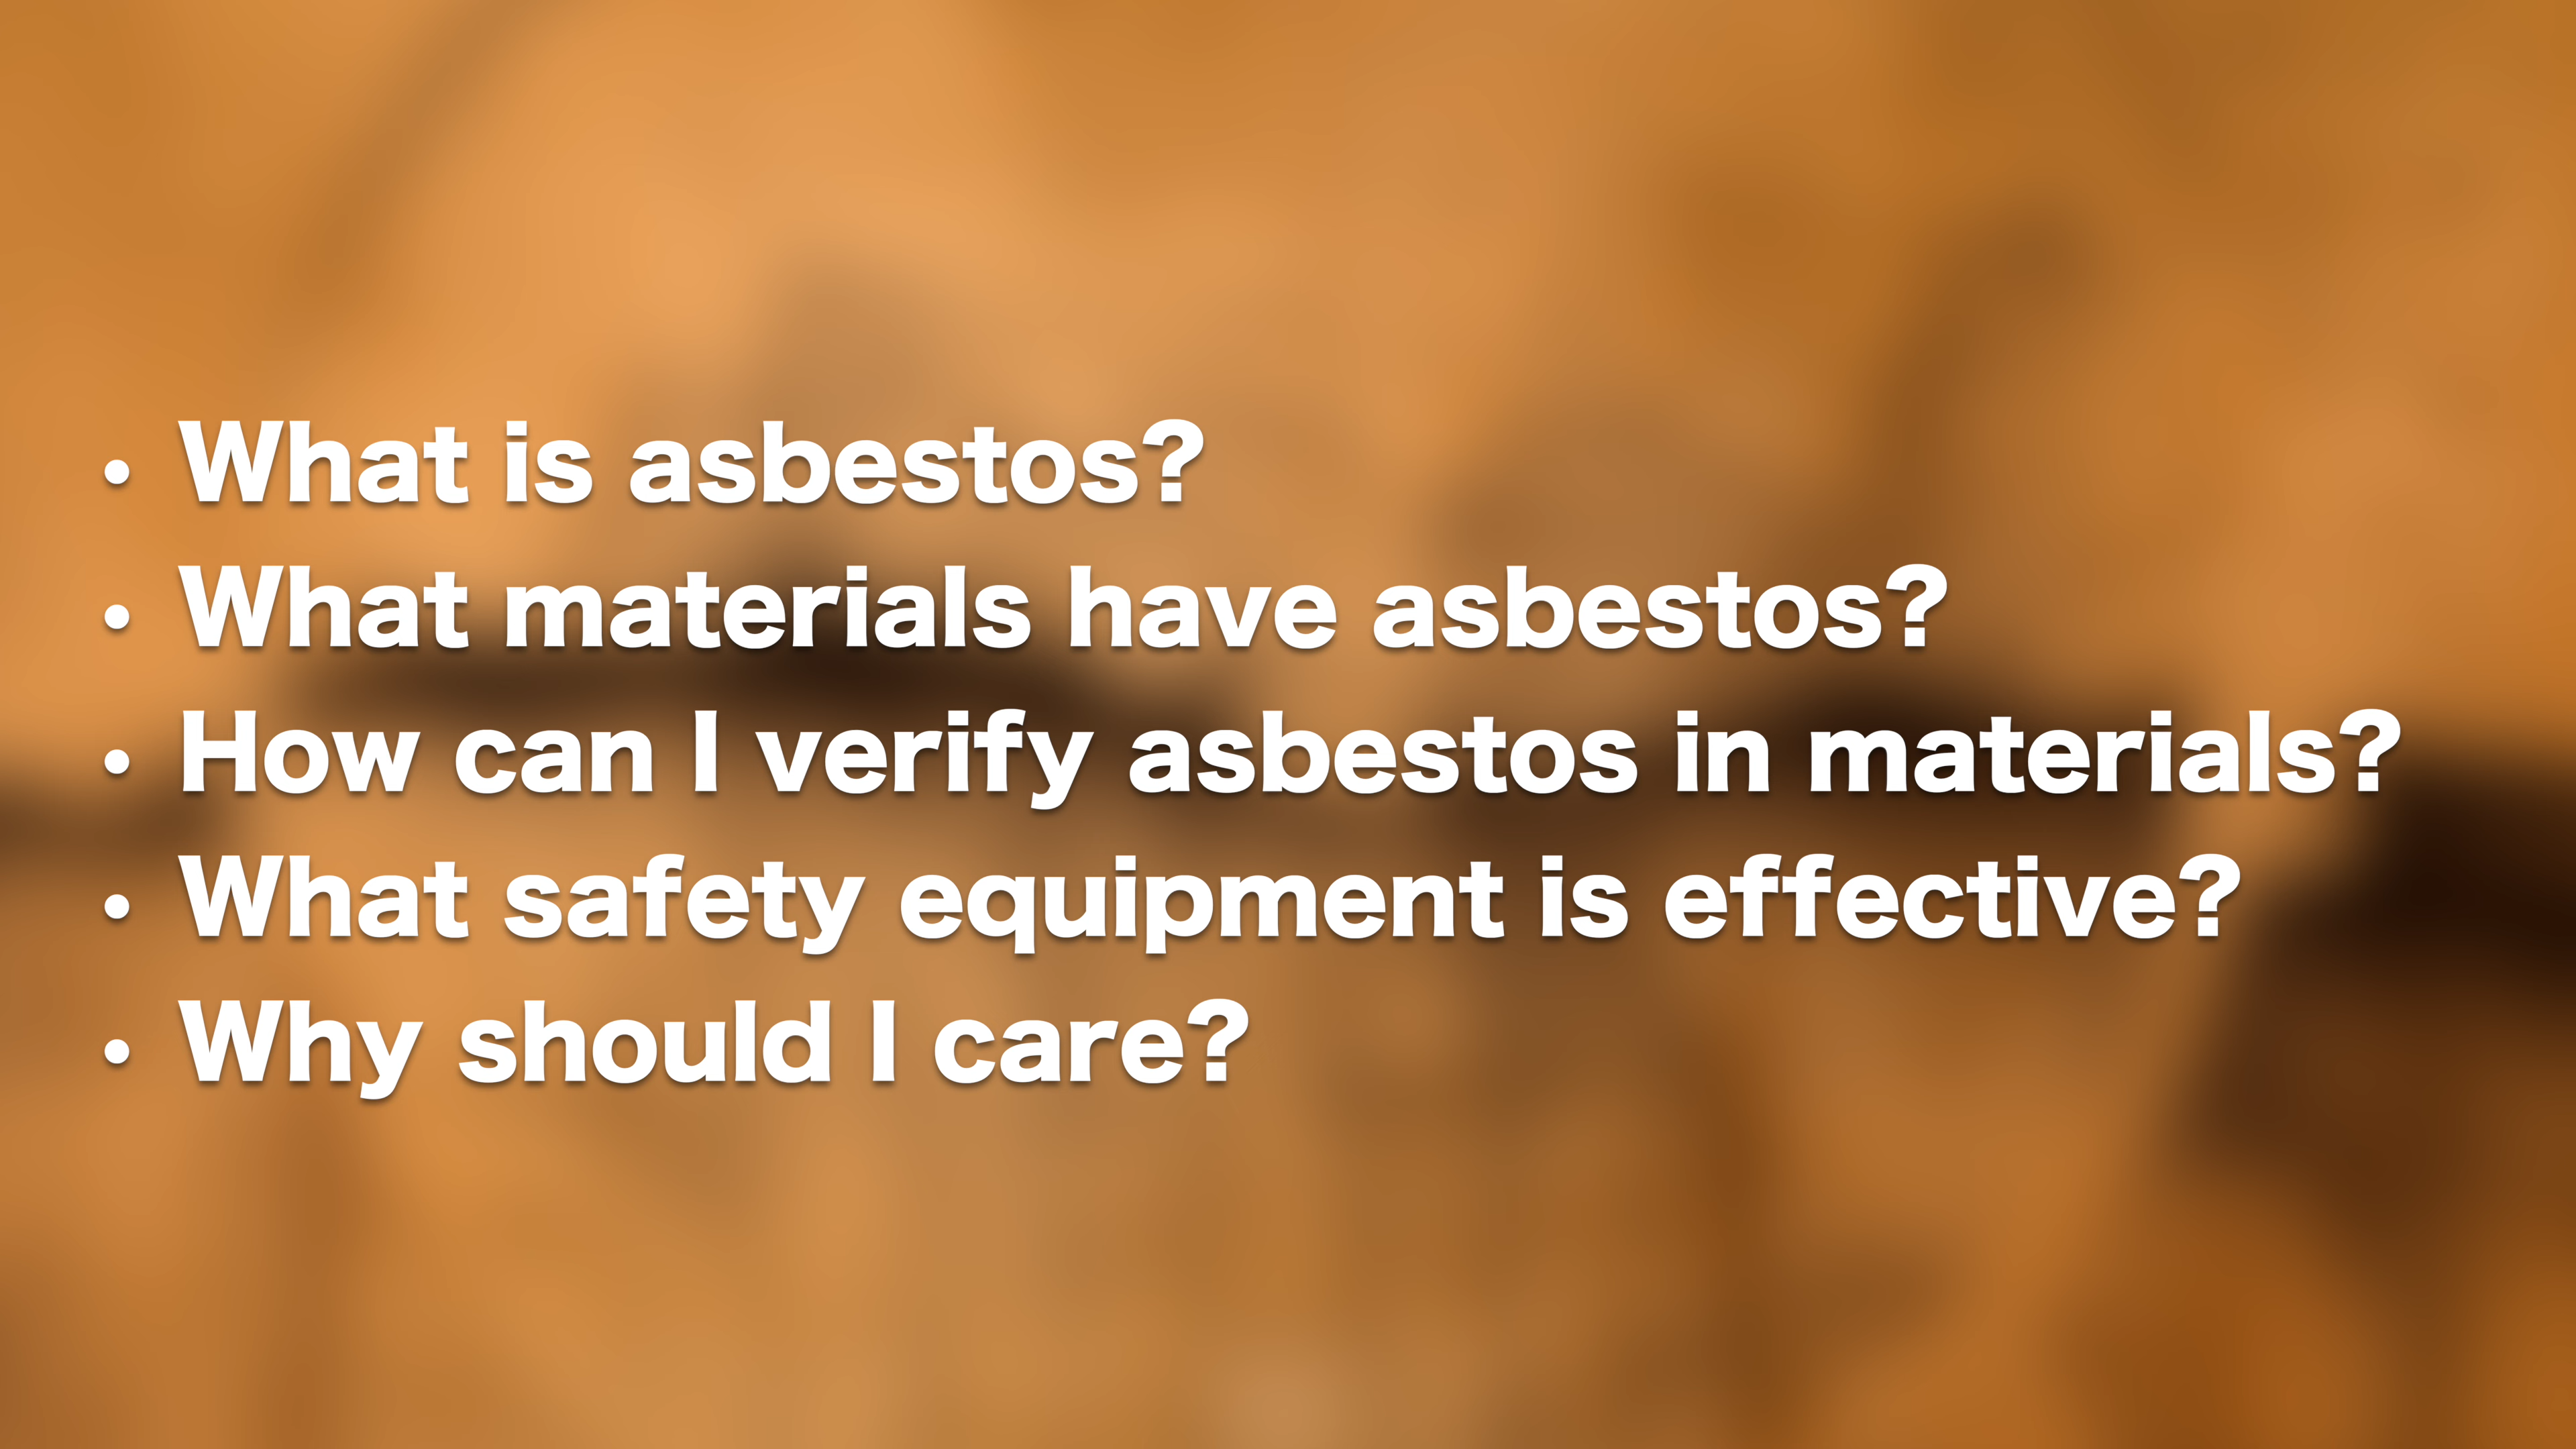 • What is asbestos?
• What materials have asbestos?
• How can I verify asbestos in materials?
• What safety equipment is effective?
• Why should I care?